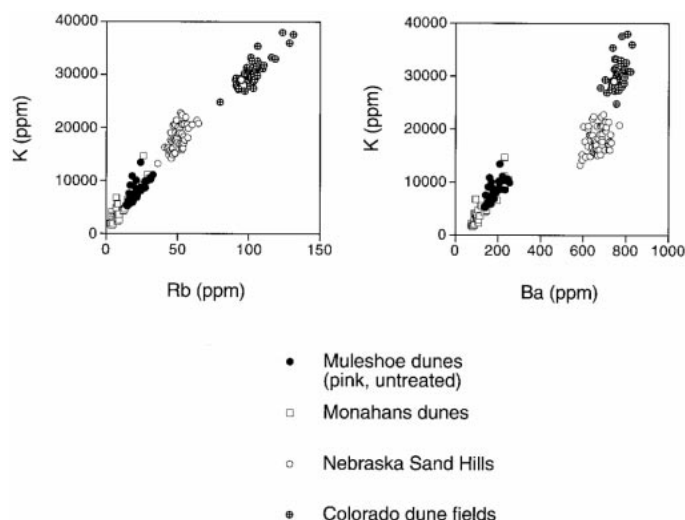 40000
30000
20000
10000
0
K (ppm)
0
50
100
150
Rb (ppm)
40000
30000
20000
10000
0
K (ppm)
0
200
400
600
800
1000
Ba (ppm)
Muleshoe dunes
(pink, untreated)
Monahans dunes
Nebraska Sand Hills
Colorado dune fields